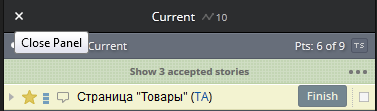 Current 10
Close Panel Current Pts: 6 of 9 TS
Show 3 accepted stories
Страница "Товары" (TA) Finish